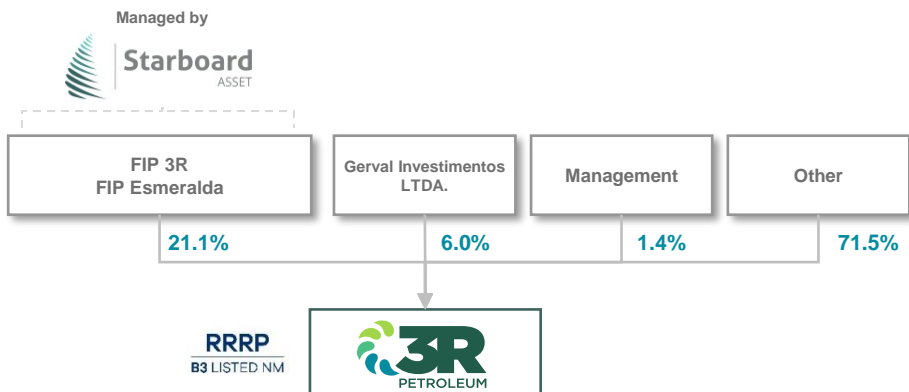 Managed by
Starboard
ASSET
FIP 3R
FIP Esmeralda
Gerval Investimentos
LTDA.
Management
Other
21.1%
6.0%
1.4%
71.5%
RRRP
B3 LISTED NM
3R
PETROLEUM